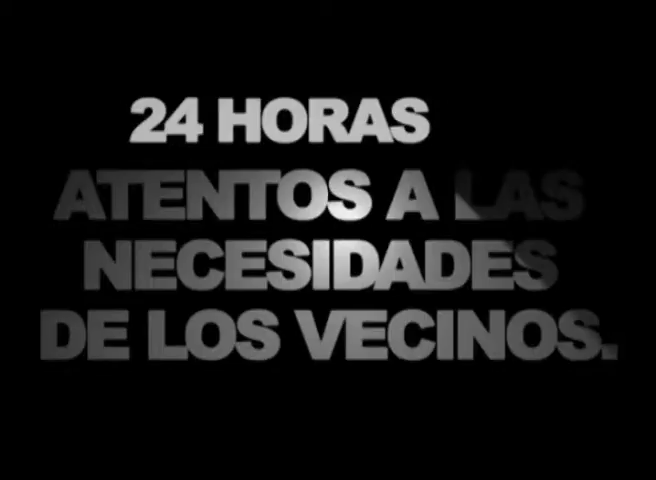 24 HORAS
ATENTOS A LAS
NECESIDADES
DE LOS VECINOS.